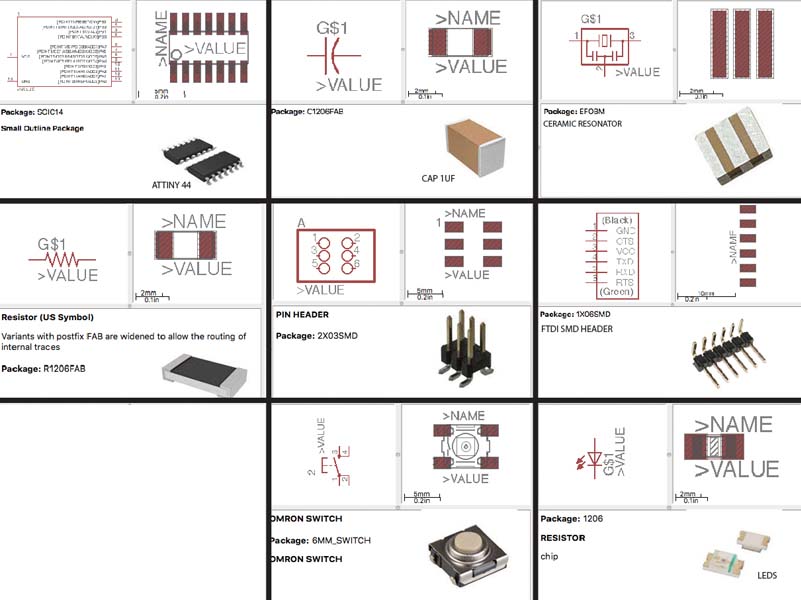 >NAME
>VALUE
5mm
0.2in
Package: SOIC14
Small Outline Package
ATTINY 44
G$1
>VALUE
>NAME
>VALUE
2mm
0.1in
Package: C1206FAB
CAP 1UF
G$1
1
3
2
>VALUE
2mm
0.1in
Package: EFOBM
CERAMIC RESONATOR
G$1
>VALUE
>NAME
>VALUE
2mm
0.1in
Resistor (US Symbol)
Variants with postfix FAB are widened to allow the routing of
internal traces
Package: R1206FAB
A
1 2
3 4
5 6
>VALUE
1
>NAME
>VALUE
5mm
0.2in
PIN HEADER
Package: 2X03SMD
(Black)
GND
CTS
VCC
TXD
RXD
RTS
(Green)
>NAME
10mm
0.2in
Package: 1X06SMD
FTDI SMD HEADER
>VALUE
2
3 4
1 2
>NAME
>VALUE
5mm
0.2in
OMRON SWITCH
Package: 6MM_SWITCH
OMRON SWITCH
G$1
>VALUE
>NAME
>VALUE
2mm
0.1in
Package: 1206
RESISTOR
chip
LEDS